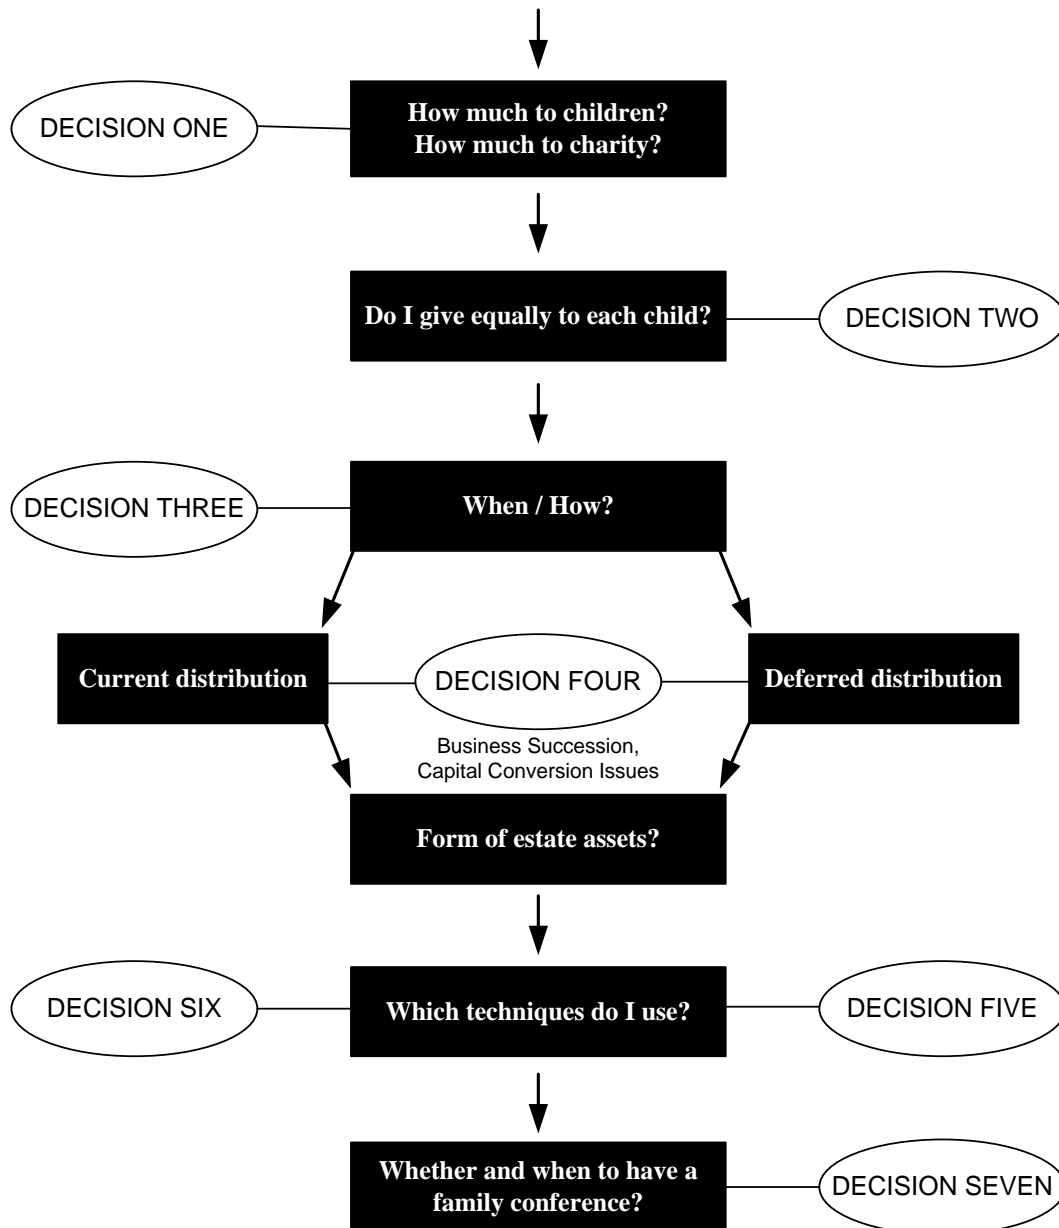 DECISION ONE
How much to children?
How much to charity?
Do I give equally to each child?
DECISION TWO
DECISION THREE
When / How?
Current distribution
DECISION FOUR
Deferred distribution
Business Succession,
Capital Conversion Issues
Form of estate assets?
DECISION SIX
Which techniques do I use?
DECISION FIVE
Whether and when to have a
family conference?
DECISION SEVEN